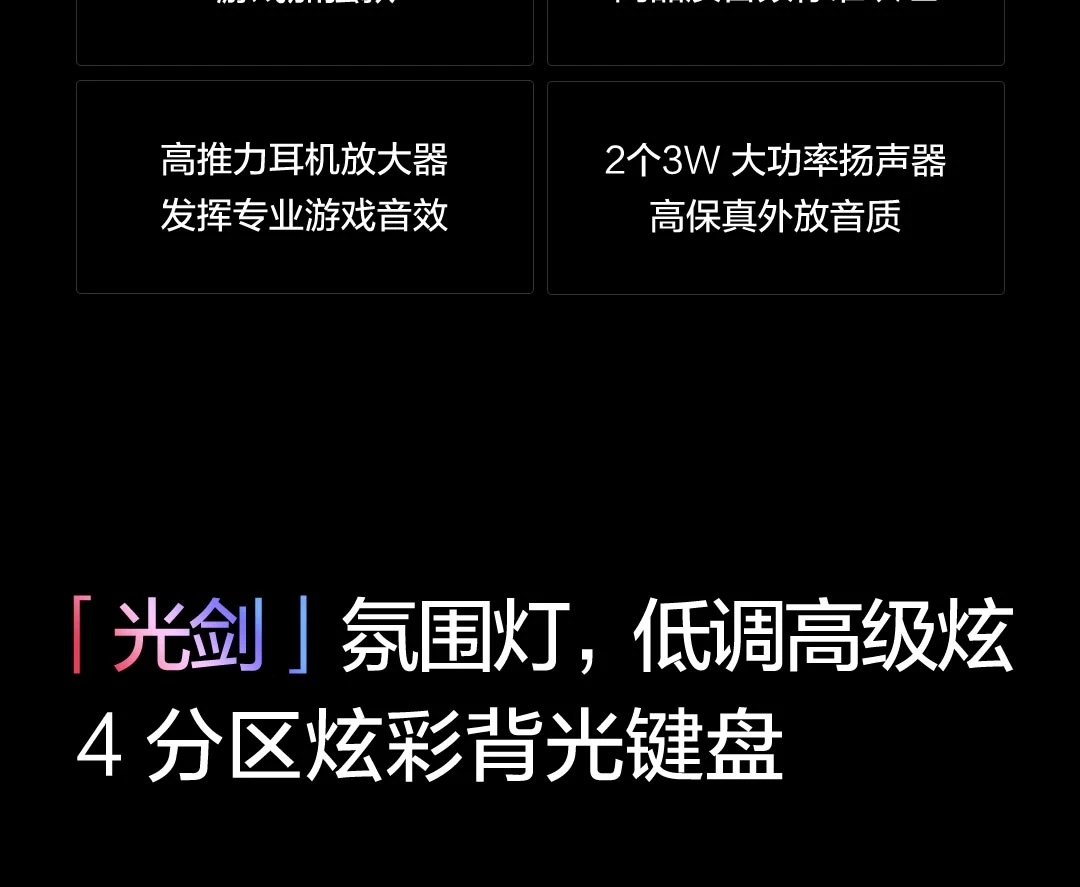 高推力耳机放大器
发挥专业游戏音效
2个3W 大功率扬声器
高保真外放音质
「光剑」氛围灯，低调高级炫
4 分区炫彩背光键盘